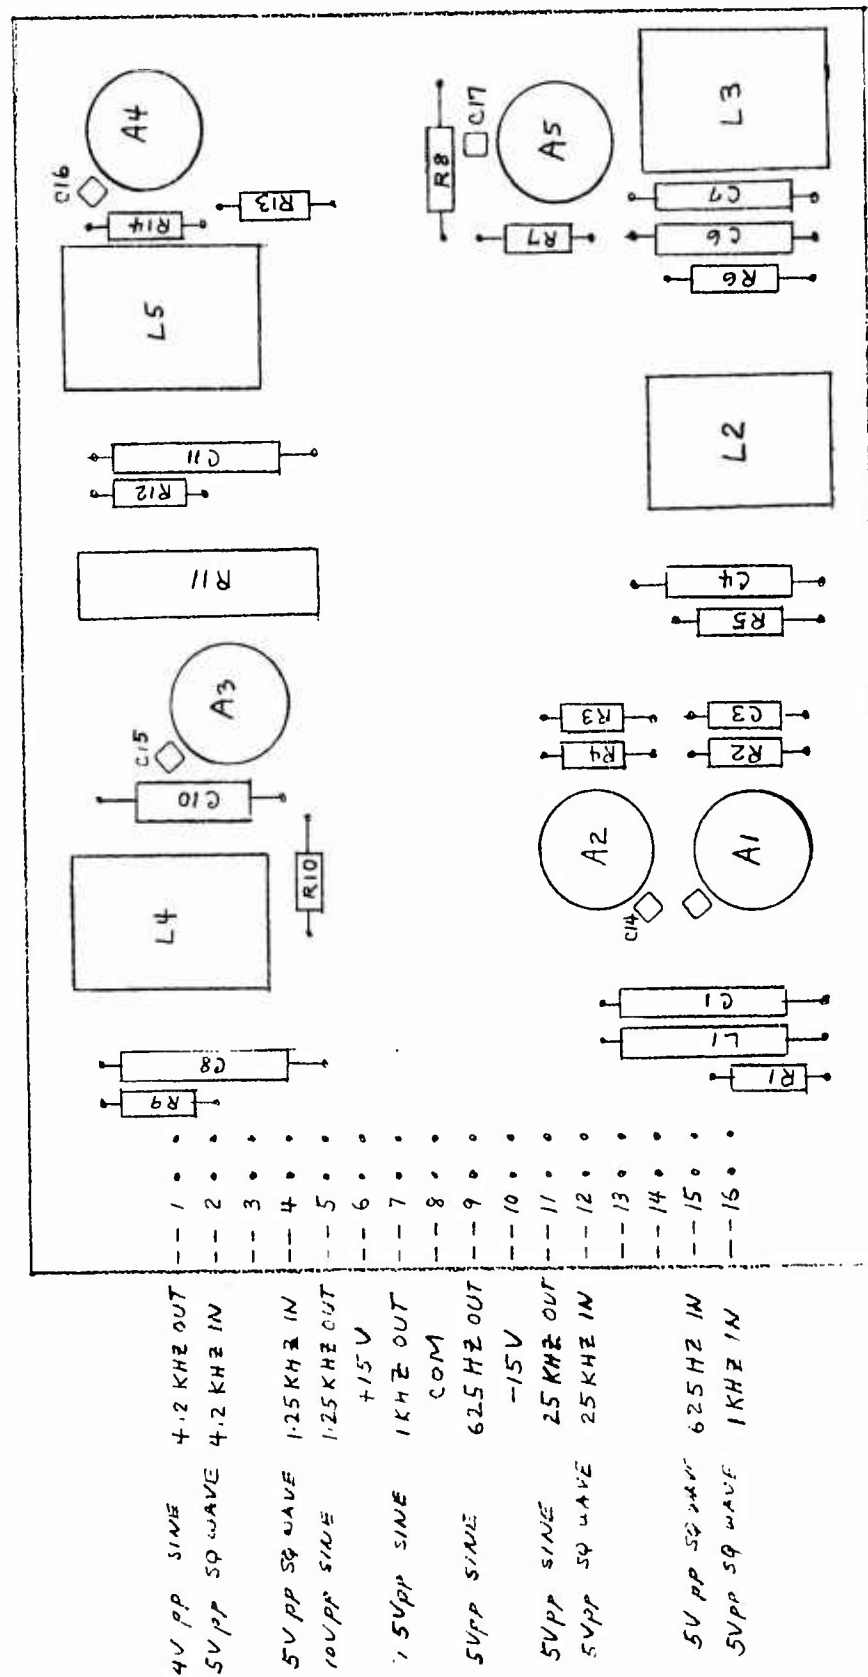 4V PP SINE 4.2 KHZ OUT -- 1
5V PP SQ WAVE 4.2 KHZ IN -- 2
-- 3
5V PP SQ WAVE 1.25 KHZ IN -- 4
10V PP SINE 1.25 KHZ OUT -- 5
+15V -- 6
5V PP SINE 1 KHZ OUT -- 7
COM -- 8
5V PP SINE 625 HZ OUT -- 9
-15V -- 10
5V PP SINE 25 KHZ OUT -- 11
5V PP SQ WAVE 25 KHZ IN -- 12
-- 13
-- 14
5V PP SQ WAVE 625 HZ IN -- 15
5V PP SQ WAVE 1 KHZ IN -- 16
R9
C8
L4
R10
C10
C15
A3
R11
R12
C11
L5
R14
R13
C16
A4
R1
L1
C1
C14
A2
A1
R4
R3
R2
C3
R5
C4
L2
R6
C6
C7
L3
R7
R8
C17
A5